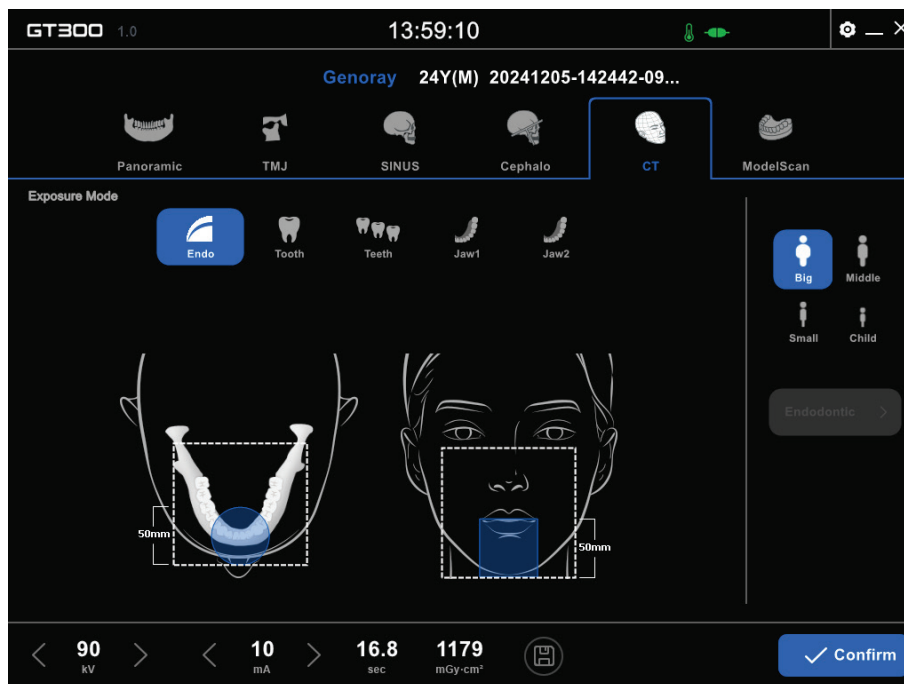 GT300 1.0 13:59:10
Genoray 24Y(M) 20241205-142442-09...
Panoramic TMJ SINUS Cephalo CT ModelScan
Exposure Mode
Endo Tooth Teeth Jaw1 Jaw2
Big Middle
Small Child
Endodontic
50mm 50mm
90 10 16.8 1179 Confirm
kV mA sec mGy·cm²